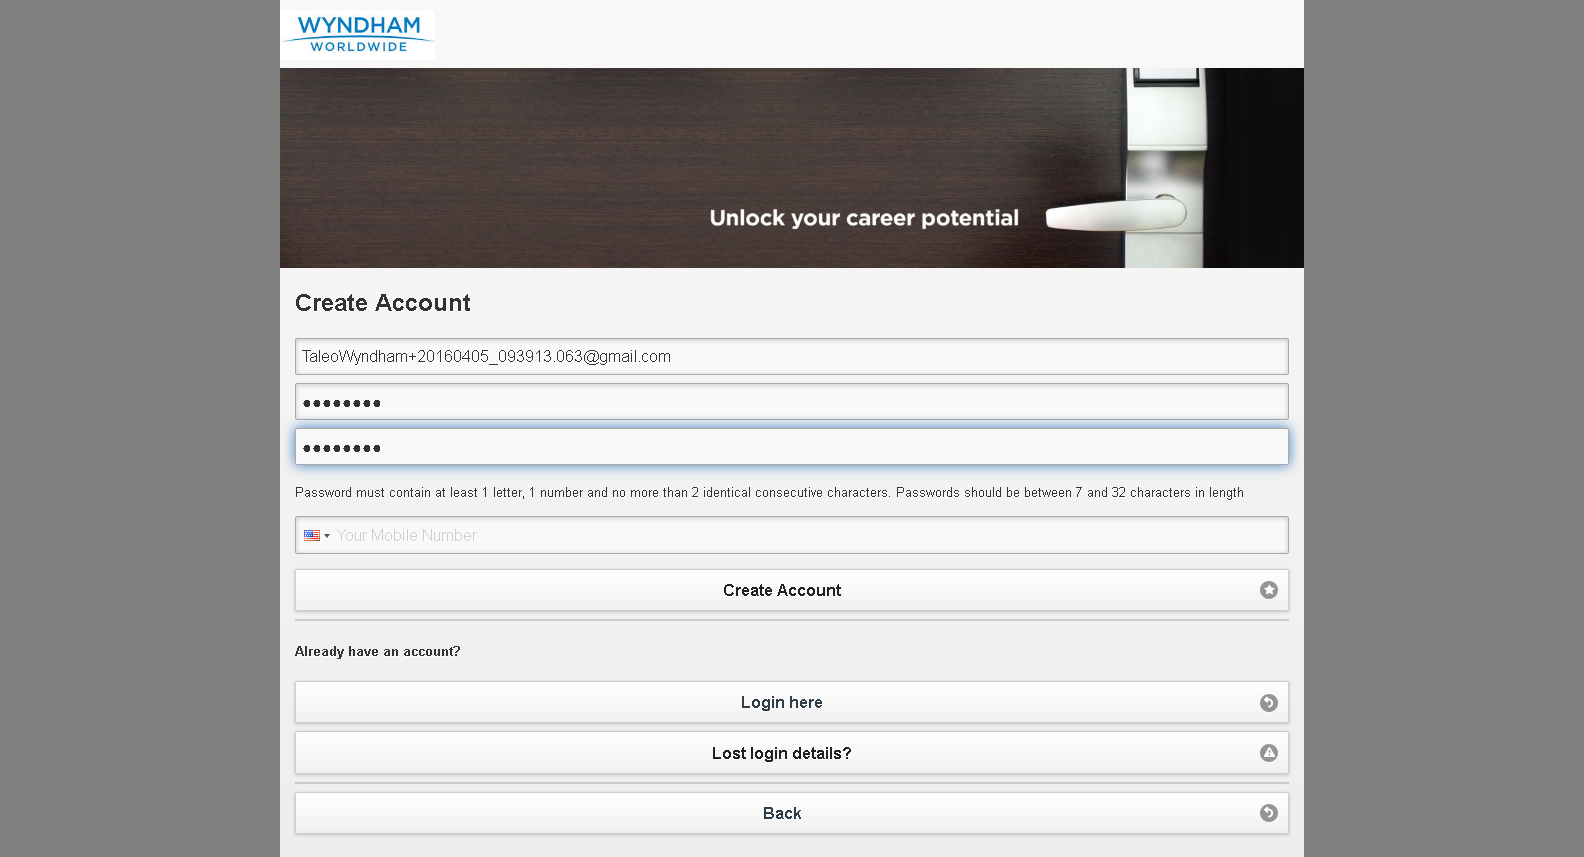 WYNDHAM
WORLDWIDE
Unlock your career potential
Create Account
TaleoWyndham+20160405_093913.063@gmail.com
●●●●●●●●
●●●●●●●●
Password must contain at least 1 letter, 1 number and no more than 2 identical consecutive characters. Passwords should be between 7 and 32 characters in length
Your Mobile Number
Create Account
Already have an account?
Login here
Lost login details?
Back